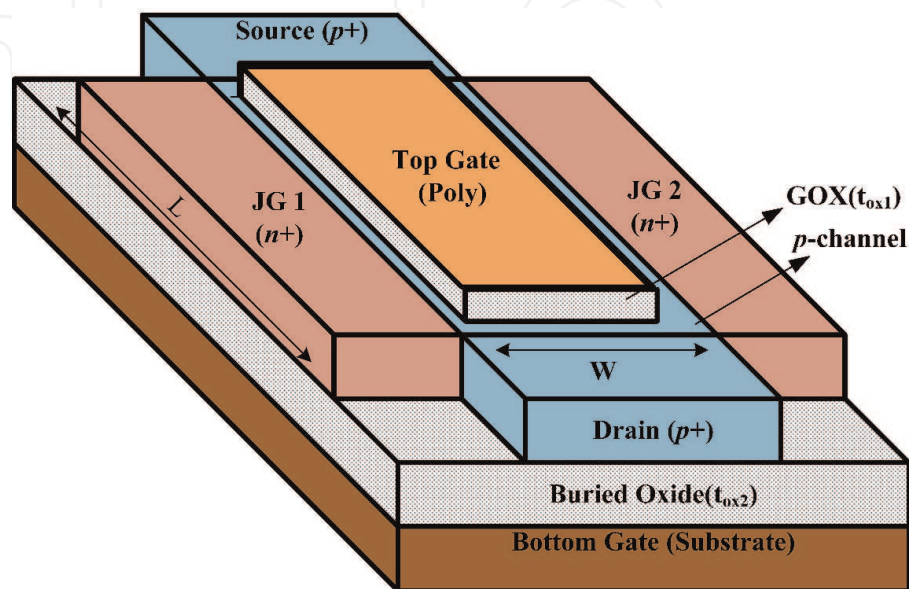 Source (p+)
Top Gate
(Poly)
JG 1
(n+)
JG 2
(n+)
GOX(tox1)
p-channel
L
W
Drain (p+)
Buried Oxide(tox2)
Bottom Gate (Substrate)